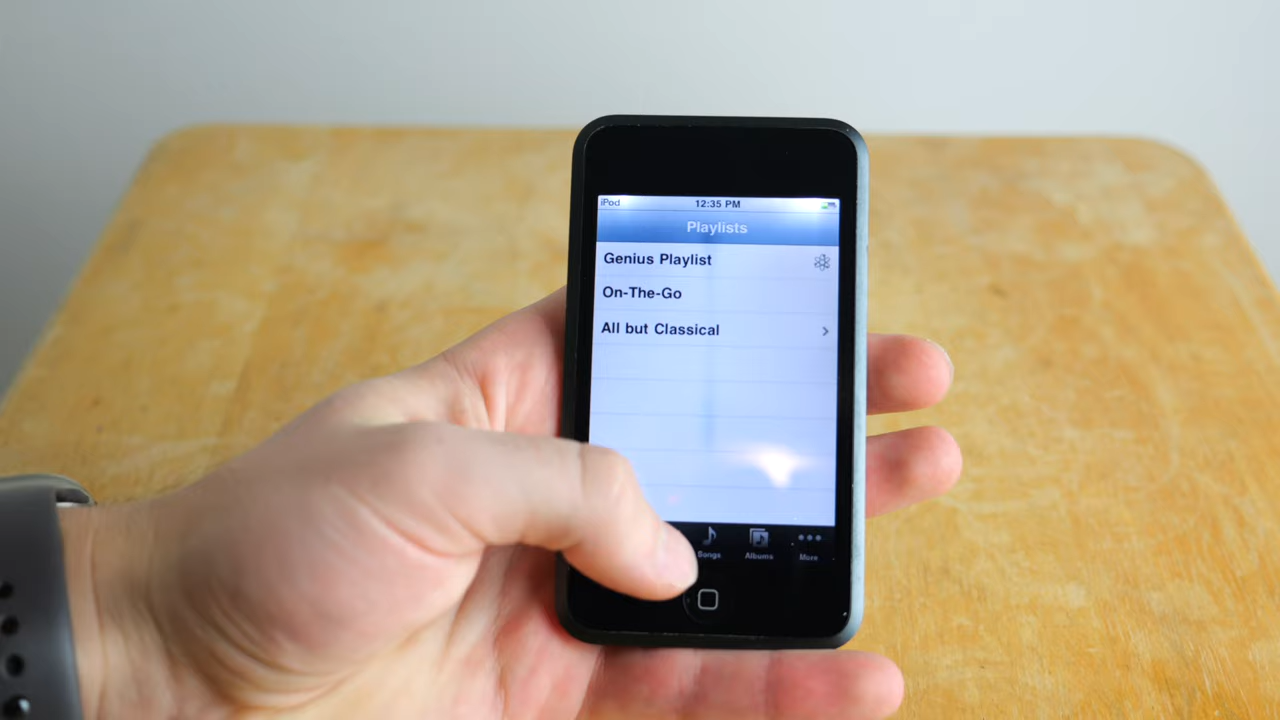 iPod 12:35 PM
Playlists
Genius Playlist
On-The-Go
All but Classical
Songs Albums More